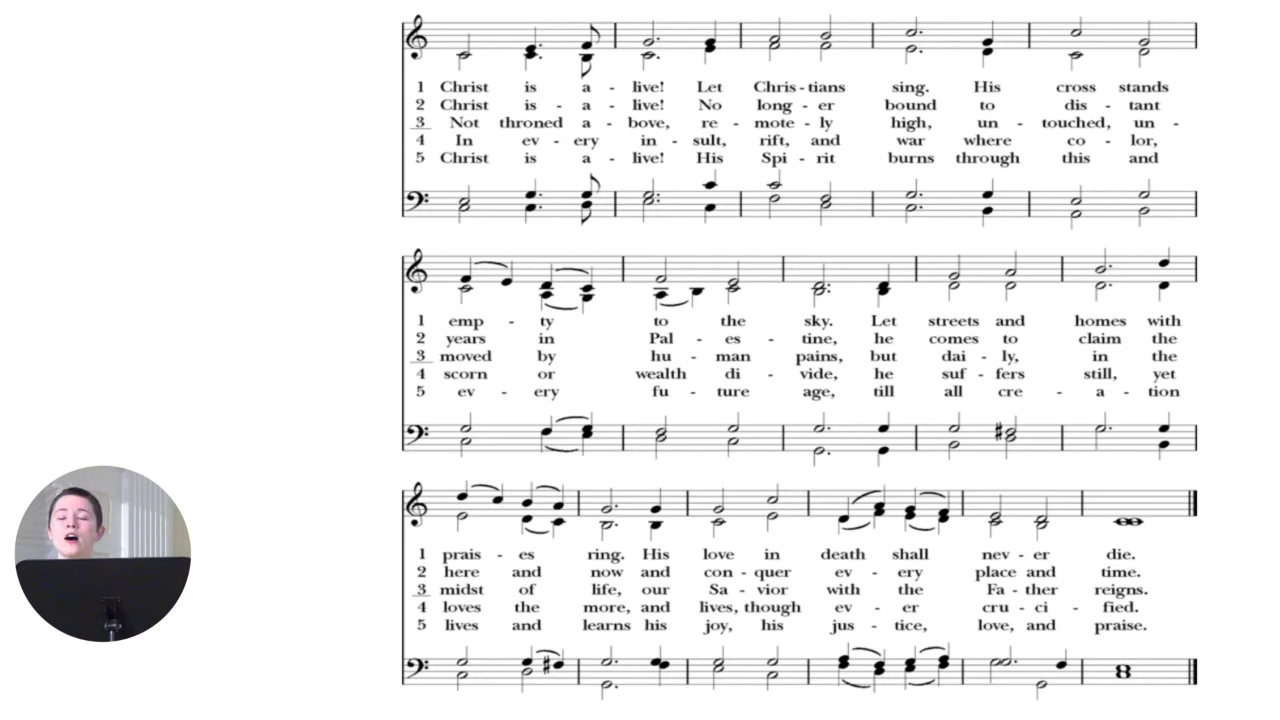 1 Christ is a - live! Let Chris - tians sing. His cross stands
2 Christ is - a - live! No long - er bound to dis - tant
3 Not throned a - bove, re - mote - ly high, un - touched, un -
4 In ev - ery in - sult, rift, and war where co - lor,
5 Christ is a - live! His Spi - rit burns through this and
1 emp - ty to the sky. Let streets and homes with
2 years in Pal - es - tine, he comes to claim the
3 moved by hu - man pains, but dai - ly, in the
4 scorn or wealth di - vide, he suf - fers still, yet
5 ev - ery fu - ture age, till all cre - a - tion
1 prais - es ring. His love in death shall nev - er die.
2 here and now and con - quer ev - ery place and time.
3 midst of life, our Sa - vior with the Fa - ther reigns.
4 loves the more, and lives, though ev - er cru - ci - fied.
5 lives and learns his joy, his jus - tice, love, and praise.